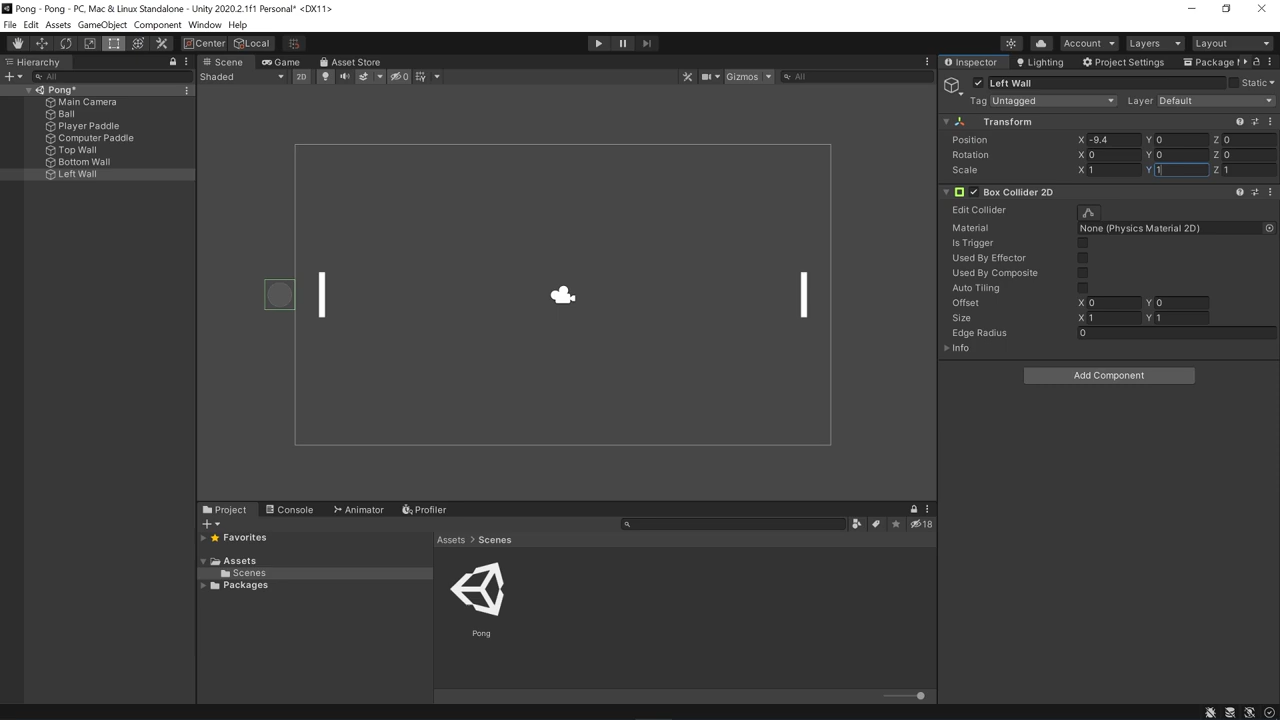 Pong - Pong - PC, Mac & Linux Standalone - Unity 2020.2.1f1 Personal* <DX11>
File Edit Assets GameObject Component Window Help
Center Local Account Layers Layout
Hierarchy
All
Pong*
Main Camera
Ball
Player Paddle
Computer Paddle
Top Wall
Bottom Wall
Left Wall
Scene Game Asset Store
Shaded 2D 0 Gizmos All
Project Console Animator Profiler
18
Favorites
Assets
Scenes
Packages
Assets > Scenes
Pong
Inspector Lighting Project Settings Package M
Left Wall Static
Tag Untagged Layer Default
Transform
Position X -9.4 Y 0 Z 0
Rotation X 0 Y 0 Z 0
Scale X 1 Y 1 Z 1
Box Collider 2D
Edit Collider
Material None (Physics Material 2D)
Is Trigger
Used By Effector
Used By Composite
Auto Tiling
Offset X 0 Y 0
Size X 1 Y 1
Edge Radius 0
Info
Add Component